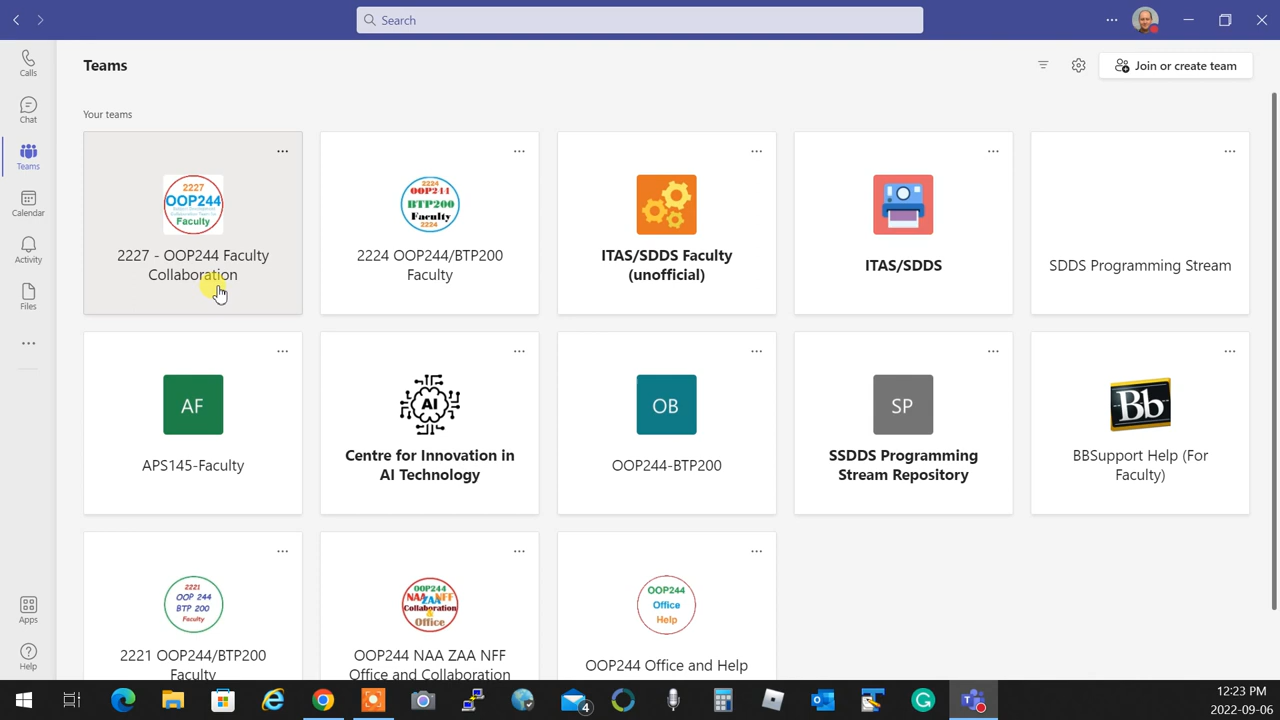 Search
Calls
Chat
Teams
Calendar
Activity
Files
Apps
Help
Teams
Join or create team
Your teams
2227
OOP244
Faculty
2227 - OOP244 Faculty
Collaboration
2224
OOP244
BTP200
Faculty
2224
2224 OOP244/BTP200
Faculty
ITAS/SDDS Faculty
(unofficial)
ITAS/SDDS
SDDS Programming Stream
AF
APS145-Faculty
AI
Centre for Innovation in
AI Technology
OB
OOP244-BTP200
SP
SSDDS Programming
Stream Repository
Bb
BBSupport Help (For
Faculty)
2221
OOP 244
BTP 200
Faculty
2221 OOP244/BTP200
Faculty
OOP244
NAA NFF
ZAA
Collaboration
&
Office
OOP244 NAA ZAA NFF
Office and Collaboration
OOP244
Office
Help
OOP244 Office and Help
4
12:23 PM
2022-09-06